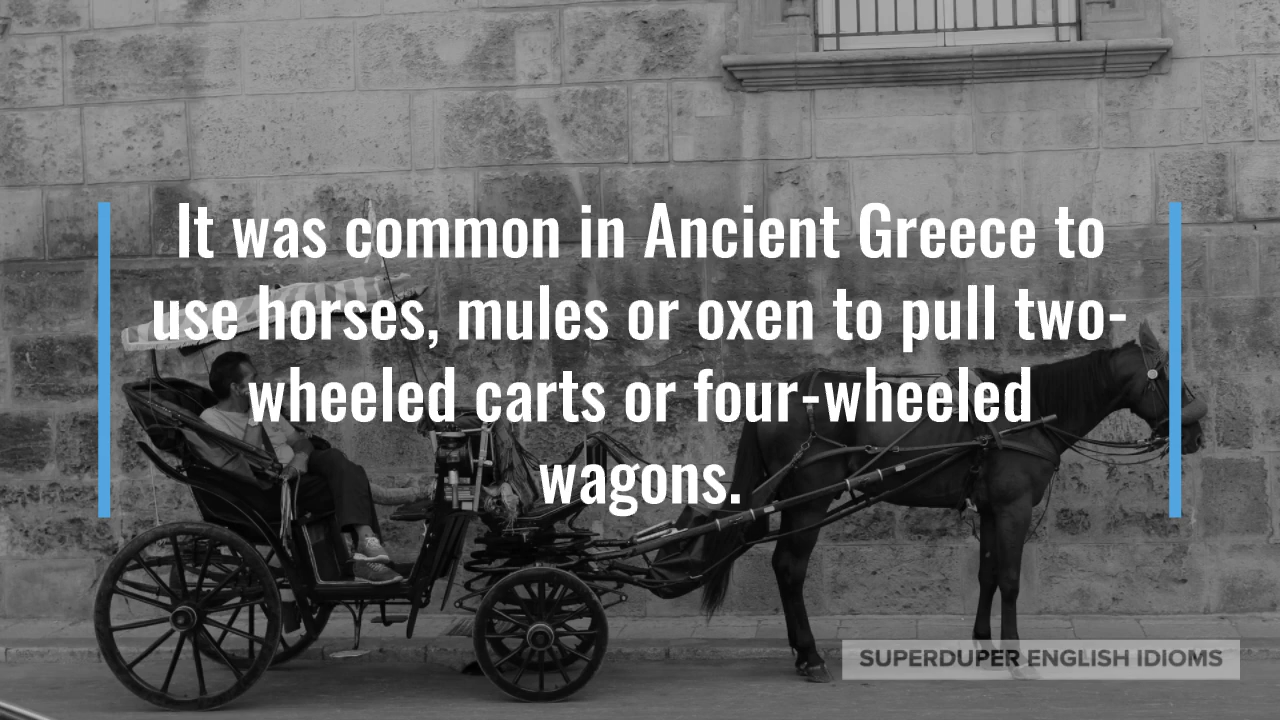 It was common in Ancient Greece to
use horses, mules or oxen to pull two-
wheeled carts or four-wheeled
wagons.
SUPERDUPER ENGLISH IDIOMS